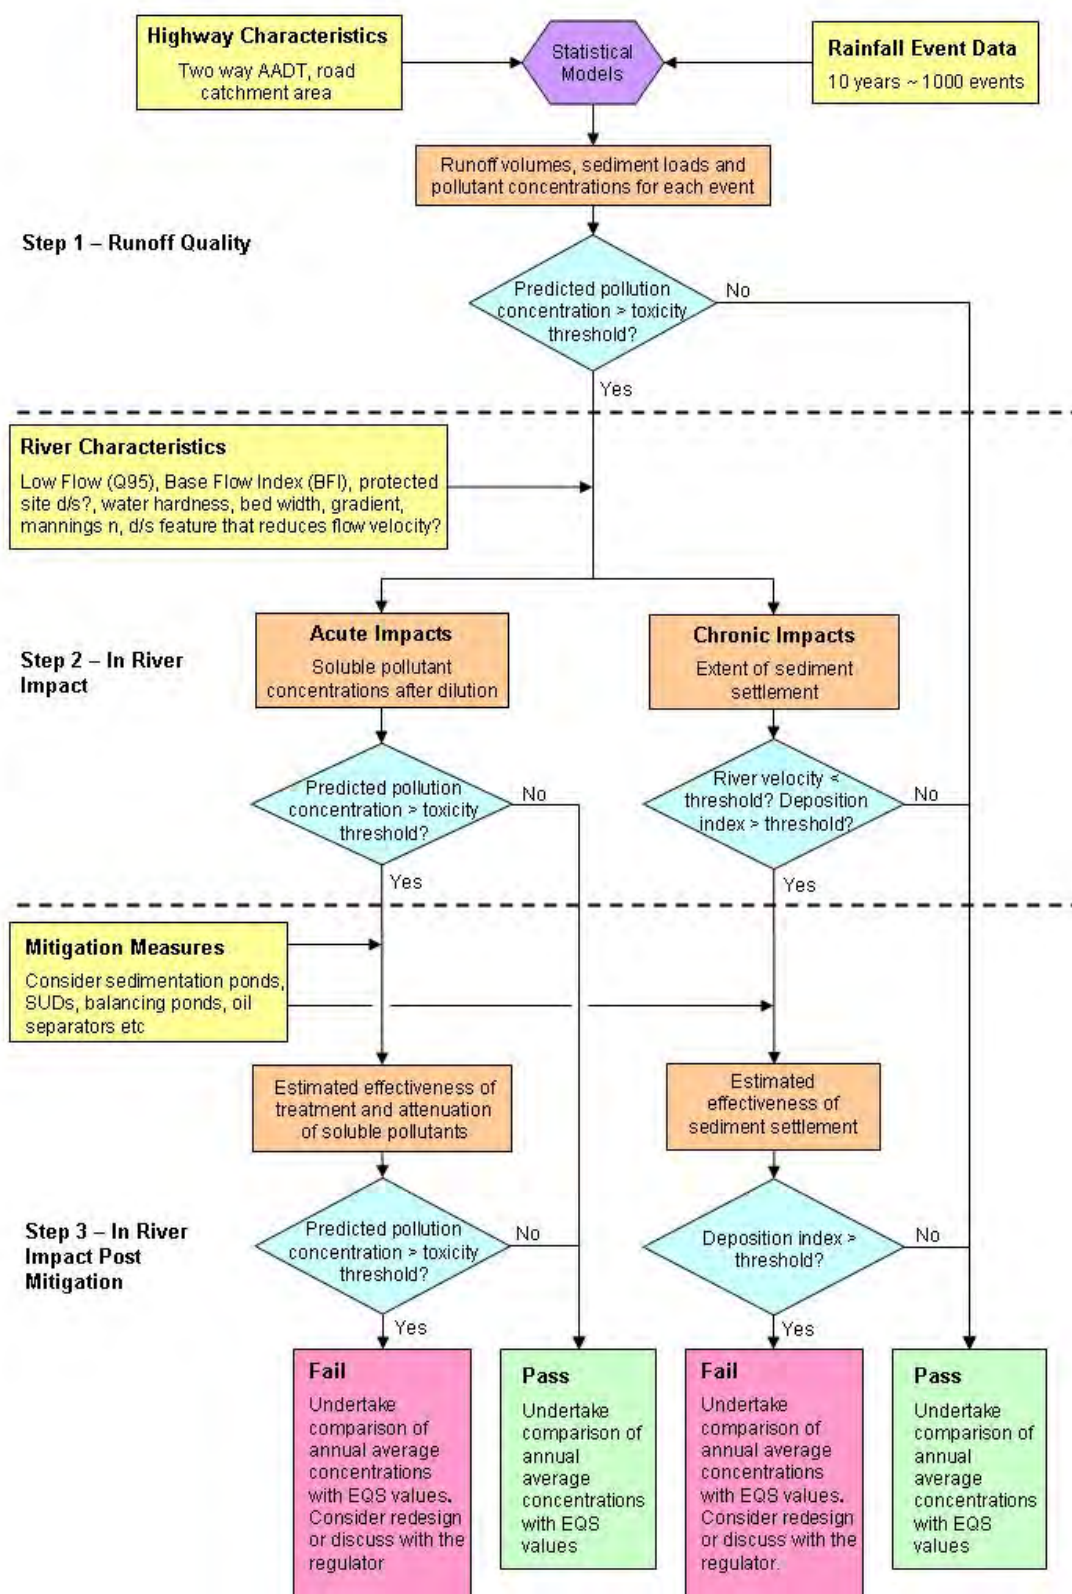 Highway Characteristics
Two way AADT, road
catchment area
Statistical
Models
Rainfall Event Data
10 years ~ 1000 events
Runoff volumes, sediment loads and
pollutant concentrations for each event
Step 1 – Runoff Quality
Predicted pollution
concentration > toxicity
threshold?
No
Yes
River Characteristics
Low Flow (Q95), Base Flow Index (BFI), protected
site d/s?, water hardness, bed width, gradient,
mannings n, d/s feature that reduces flow velocity?
Step 2 – In River
Impact
Acute Impacts
Soluble pollutant
concentrations after dilution
Chronic Impacts
Extent of sediment
settlement
Predicted pollution
concentration > toxicity
threshold?
No
Yes
River velocity <
threshold? Deposition
index > threshold?
No
Yes
Mitigation Measures
Consider sedimentation ponds,
SUDs, balancing ponds, oil
separators etc
Estimated effectiveness of
treatment and attenuation
of soluble pollutants
Estimated
effectiveness of
sediment settlement
Step 3 – In River
Impact Post
Mitigation
Predicted pollution
concentration > toxicity
threshold?
No
Yes
Deposition index >
threshold?
No
Yes
Fail
Undertake
comparison of
annual average
concentrations
with EQS values.
Consider redesign
or discuss with the
regulator
Pass
Undertake
comparison of
annual
average
concentrations
with EQS
values
Fail
Undertake
comparison of
annual average
concentrations
with EQS values.
Consider redesign
or discuss with the
regulator.
Pass
Undertake
comparison of
annual
average
concentrations
with EQS
values